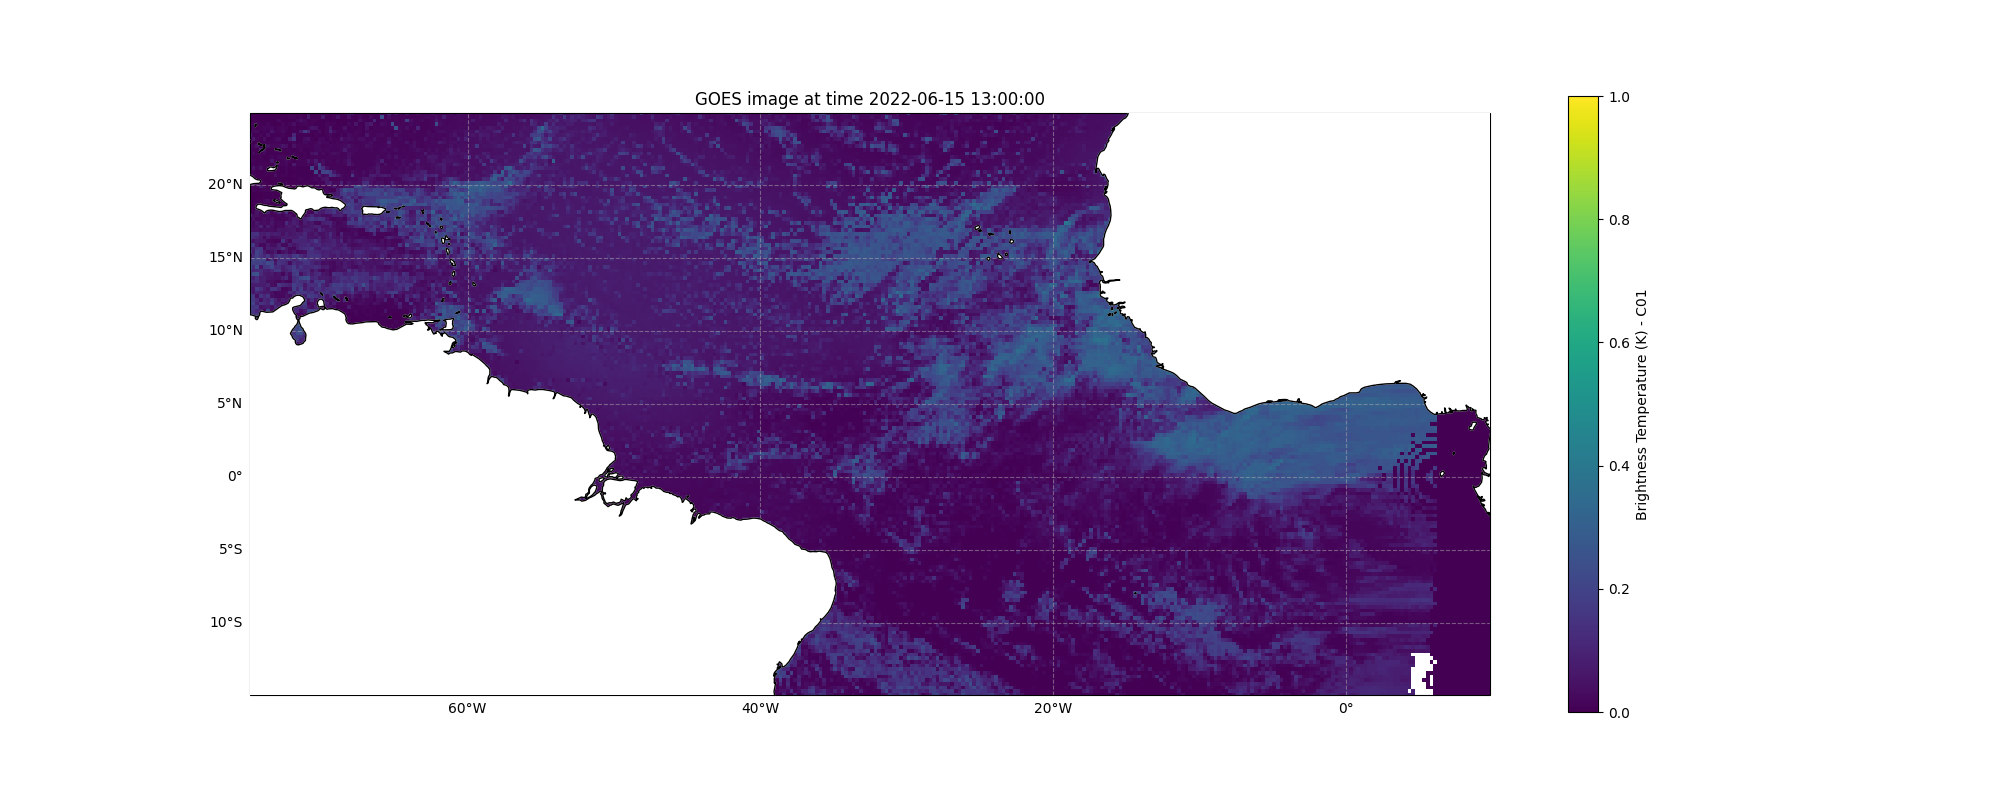 GOES image at time 2022-06-15 13:00:00
20°N
15°N
10°N
5°N
0°
5°S
10°S
60°W
40°W
20°W
0°
1.0
0.8
0.6
0.4
0.2
0.0
Brightness Temperature (K) - C01